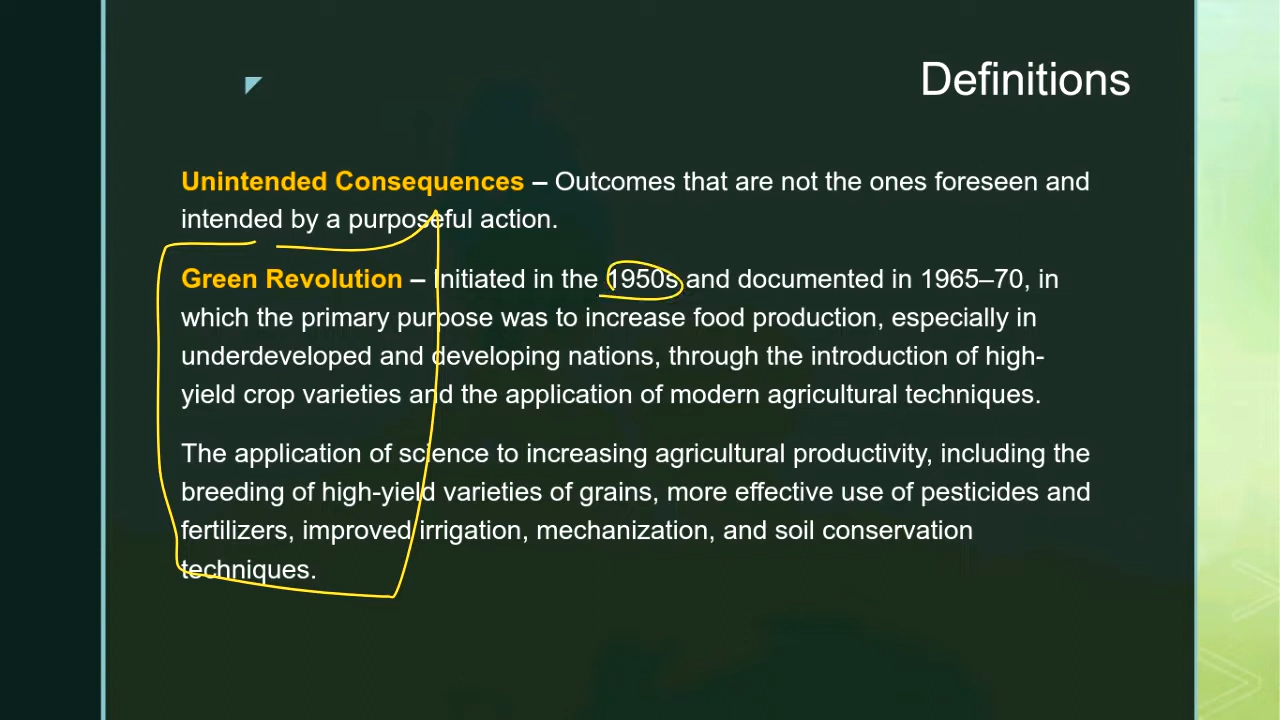 Definitions
Unintended Consequences – Outcomes that are not the ones foreseen and
intended by a purposeful action.
Green Revolution – Initiated in the 1950s and documented in 1965–70, in
which the primary purpose was to increase food production, especially in
underdeveloped and developing nations, through the introduction of high-
yield crop varieties and the application of modern agricultural techniques.
The application of science to increasing agricultural productivity, including the
breeding of high-yield varieties of grains, more effective use of pesticides and
fertilizers, improved irrigation, mechanization, and soil conservation
techniques.